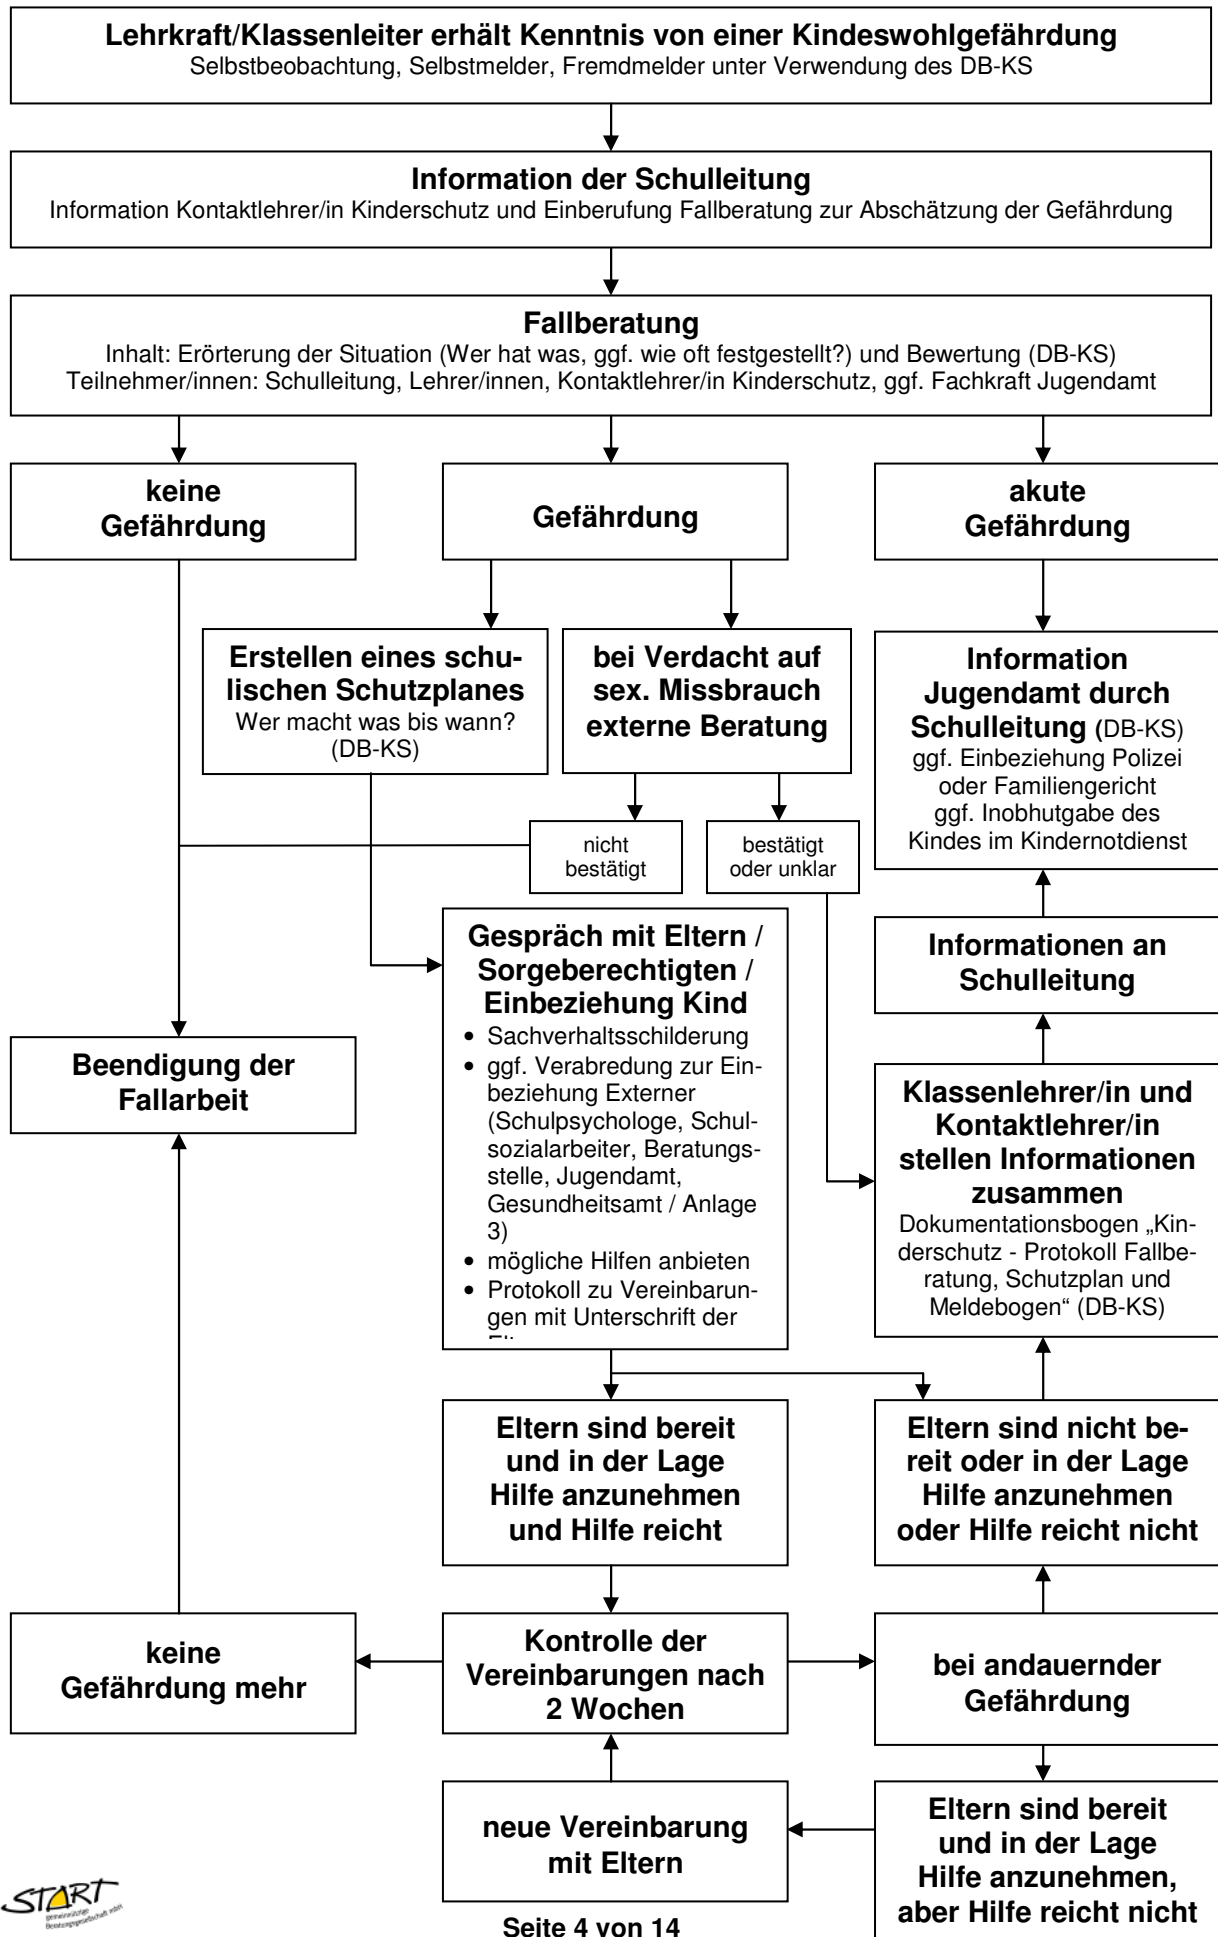 Lehrkraft/Klassenleiter erhält Kenntnis von einer Kindeswohlgefährdung
Selbstbeobachtung, Selbstmelder, Fremdmelder unter Verwendung des DB-KS
Information der Schulleitung
Information Kontaktlehrer/in Kinderschutz und Einberufung Fallberatung zur Abschätzung der Gefährdung
Fallberatung
Inhalt: Erörterung der Situation (Wer hat was, ggf. wie oft festgestellt?) und Bewertung (DB-KS)
Teilnehmer/innen: Schulleitung, Lehrer/innen, Kontaktlehrer/in Kinderschutz, ggf. Fachkraft Jugendamt
keine
Gefährdung
Gefährdung
akute
Gefährdung
Erstellen eines schu-
lischen Schutzplanes
Wer macht was bis wann?
(DB-KS)
bei Verdacht auf
sex. Missbrauch
externe Beratung
Information
Jugendamt durch
Schulleitung (DB-KS)
ggf. Einbeziehung Polizei
oder Familiengericht
ggf. Inobhutgabe des
Kindes im Kindernotdienst
nicht
bestätigt
bestätigt
oder unklar
Gespräch mit Eltern /
Sorgeberechtigten /
Einbeziehung Kind
• Sachverhaltsschilderung
• ggf. Verabredung zur Ein-
beziehung Externer
(Schulpsychologe, Schul-
sozialarbeiter, Beratungs-
stelle, Jugendamt,
Gesundheitsamt / Anlage
3)
• mögliche Hilfen anbieten
• Protokoll zu Vereinbarun-
gen mit Unterschrift der
Informationen an
Schulleitung
Beendigung der
Fallarbeit
Klassenlehrer/in und
Kontaktlehrer/in
stellen Informationen
zusammen
Dokumentationsbogen „Kin-
derschutz - Protokoll Fallbe-
ratung, Schutzplan und
Meldebogen“ (DB-KS)
Eltern sind bereit
und in der Lage
Hilfe anzunehmen
und Hilfe reicht
Eltern sind nicht be-
reit oder in der Lage
Hilfe anzunehmen
oder Hilfe reicht nicht
keine
Gefährdung mehr
Kontrolle der
Vereinbarungen nach
2 Wochen
bei andauernder
Gefährdung
neue Vereinbarung
mit Eltern
Eltern sind bereit
und in der Lage
Hilfe anzunehmen,
aber Hilfe reicht nicht
START
gemeinnützige
Beratungsgesellschaft mbH
Seite 4 von 14